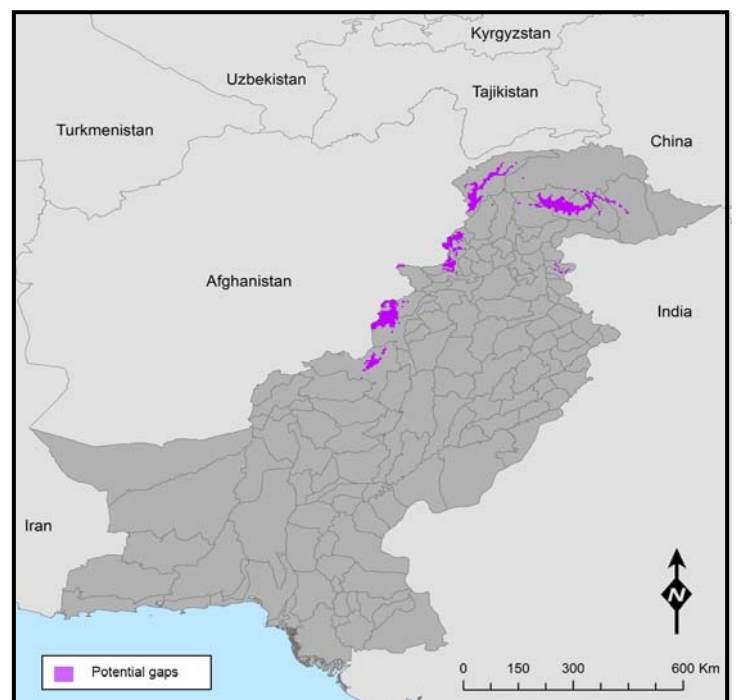 Kyrgyzstan
Uzbekistan
Tajikistan
Turkmenistan
China
Afghanistan
India
Iran
N
Potential gaps
0 150 300 600 Km